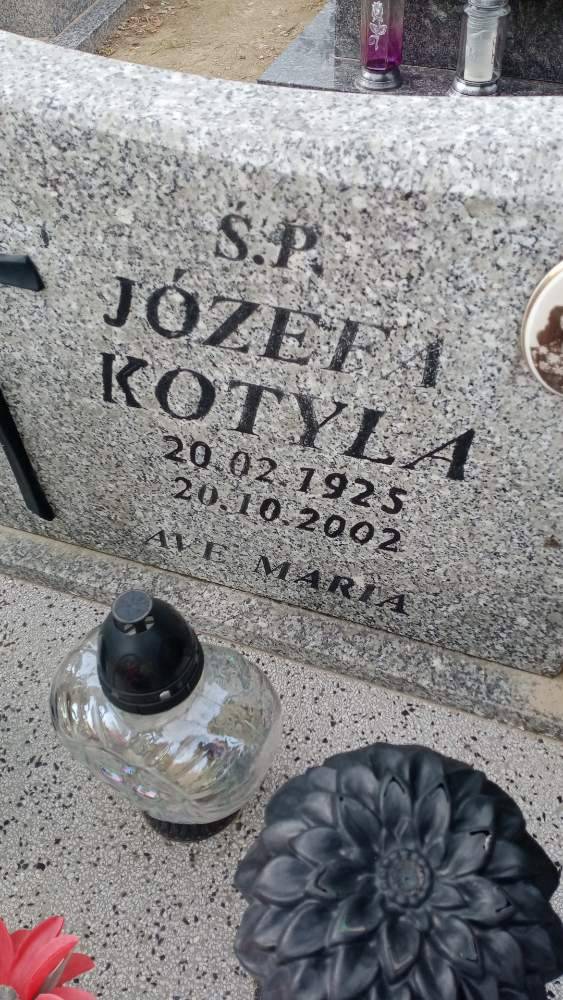 Ś.P.
JÓZEFA
KOTYLA
20.02.1925
20.10.2002
AVE MARIA